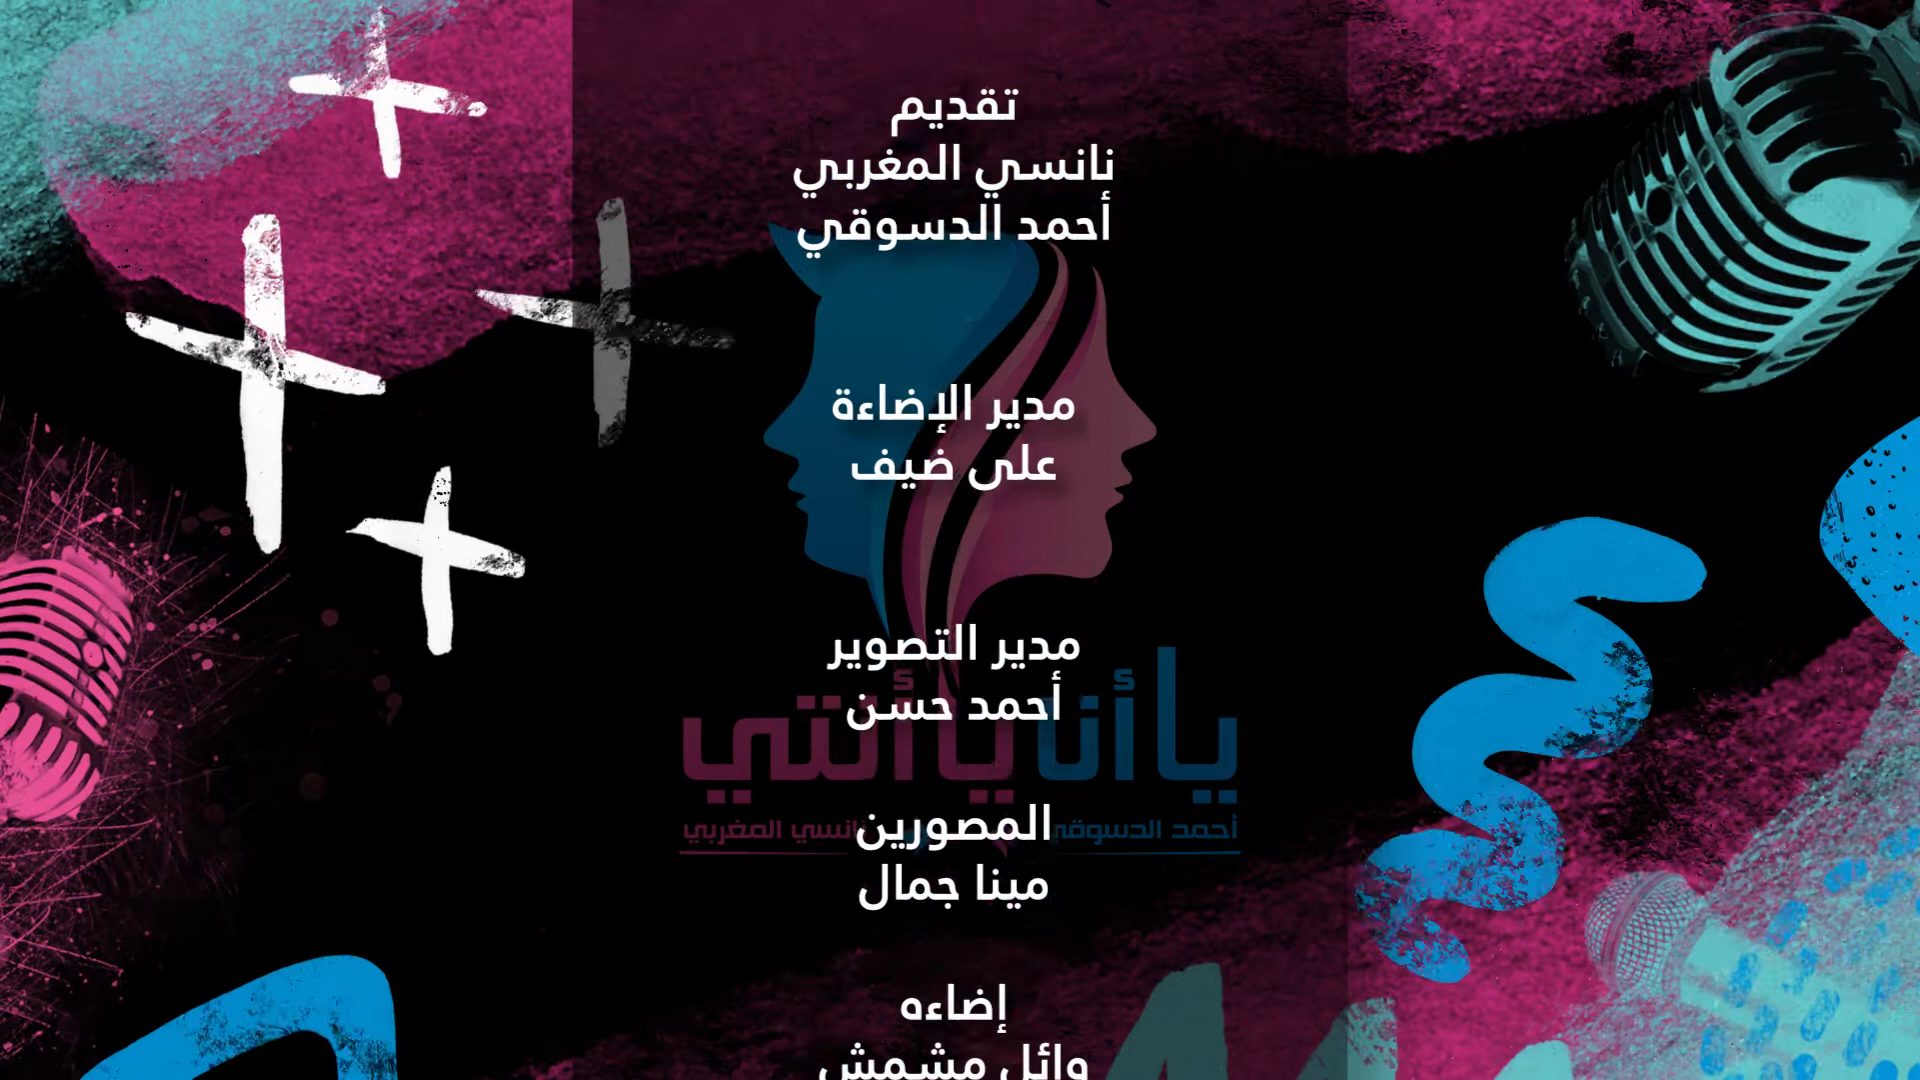 تقديم
نانسي المغربي
أحمد الدسوقي
مدير الإضاءة
على ضيف
مدير التصوير
أحمد حسن
يا أنا يا أنتي
المصورين
أحمد الدسوقي
نانسي المغربي
مينا جمال
إضاءه
وائل مشمش